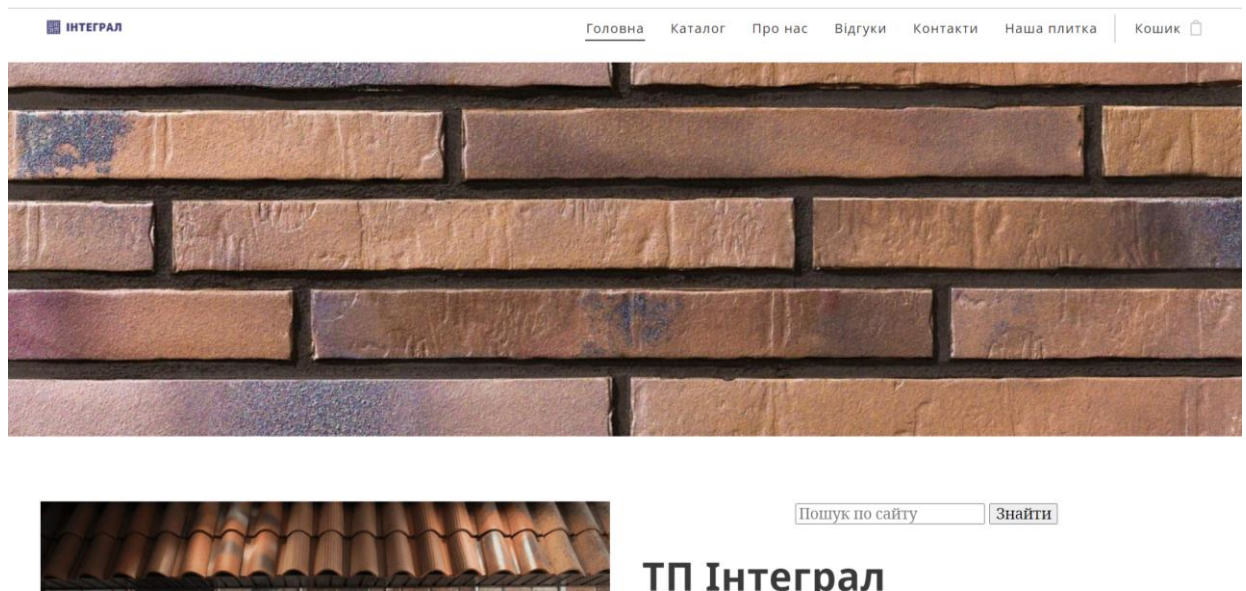 ІНТЕГРАЛ
Головна Каталог Про нас Відгуки Контакти Наша плитка Кошик
Пошук по сайту Знайти
ТП Інтеграл